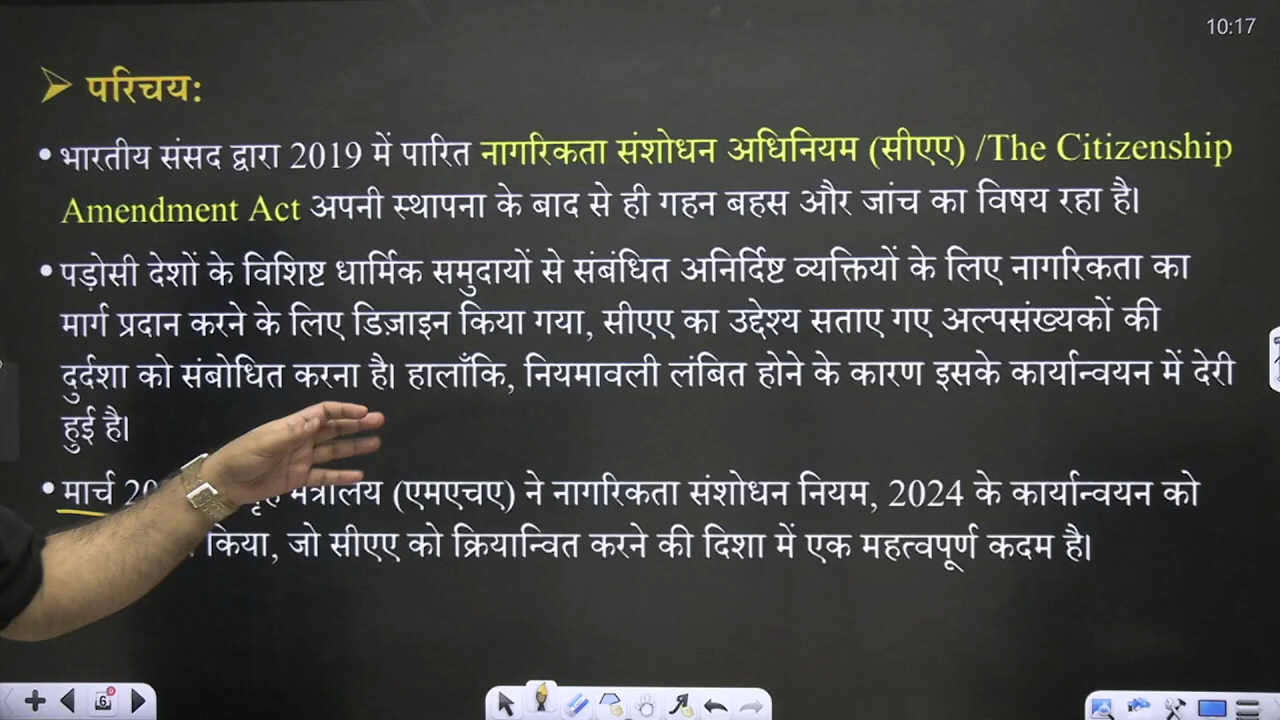 10:17
परिचय:
भारतीय संसद द्वारा 2019 में पारित नागरिकता संशोधन अधिनियम (सीएए) /The Citizenship
Amendment Act अपनी स्थापना के बाद से ही गहन बहस और जांच का विषय रहा है।
पड़ोसी देशों के विशिष्ट धार्मिक समुदायों से संबंधित अनिर्दिष्ट व्यक्तियों के लिए नागरिकता का
मार्ग प्रदान करने के लिए डिज़ाइन किया गया, सीएए का उद्देश्य सताए गए अल्पसंख्यकों की
दुर्दशा को संबोधित करना है। हालाँकि, नियमावली लंबित होने के कारण इसके कार्यान्वयन में देरी
हुई है।
मार्च मंत्रालय (एमएचए) ने नागरिकता संशोधन नियम, 2024 के कार्यान्वयन को
किया, जो सीएए को क्रियान्वित करने की दिशा में एक महत्वपूर्ण कदम है।
6